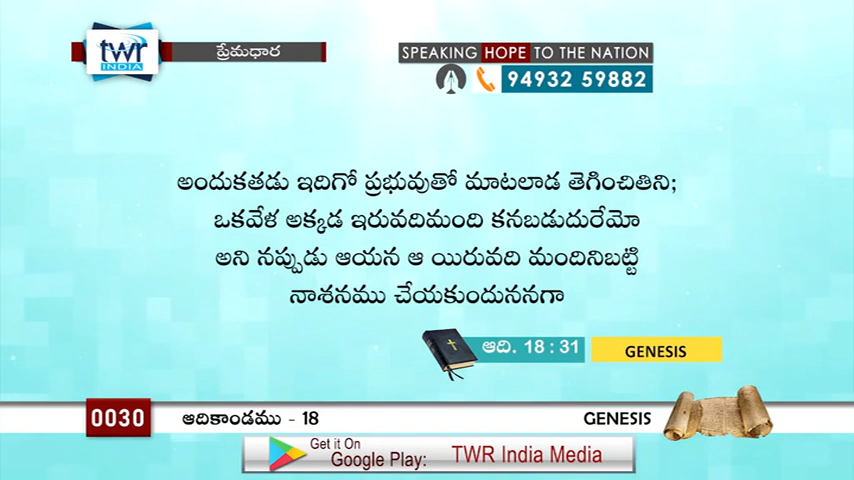 twr
INDIA
ప్రేమధార
SPEAKING HOPE TO THE NATION
94932 59882
అందుకతడు ఇదిగో ప్రభువుతో మాటలాడ తెగించితిని;
ఒకవేళ అక్కడ ఇరువదిమంది కనబడుదురేమో
అని నప్పుడు ఆయన ఆ యిరువది మందినిబట్టి
నాశనము చేయకుందుననగా
ఆది. 18 : 31
GENESIS
0030
ఆదికాండము - 18
GENESIS
Get it On
Google Play:
TWR India Media